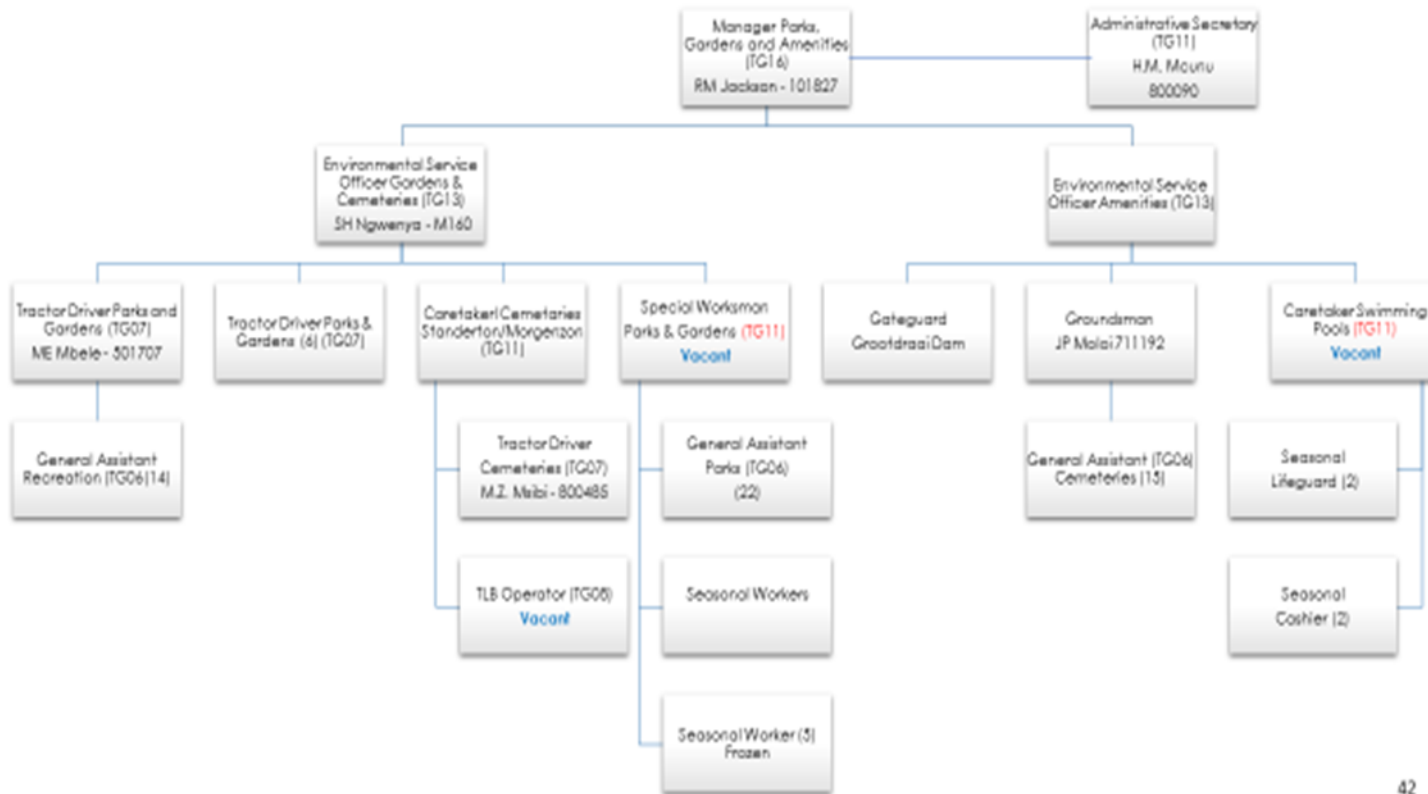 Manager Parks,
Gardens and Amenities
(TG16)
RM Jackson - 101827
Administrative Secretary
(TG11)
H.M. Mounu
800090
Environmental Service
Officer Gardens &
Cemeteries (TG13)
SH Ngwenya - M160
Environmental Service
Officer Amenities (TG13)
Tractor Driver Parks and
Gardens (TG07)
ME Mbele - 501707
Tractor Driver Parks &
Gardens (6) (TG07)
Caretaker Cemetaries
Standerton/Morgenzon
(TG11)
Special Worksman
Parks & Gardens (TG11)
Vacant
Gateguard
Grootdraai Dam
Groundsman
JP Malai 711192
Caretaker Swimming
Pools (TG11)
Vacant
General Assistant
Recreation (TG06)(14)
Tractor Driver
Cemeteries (TG07)
M.Z. Msibi - 800485
General Assistant
Parks (TG06)
(22)
General Assistant (TG06)
Cemeteries (15)
Seasonal
Lifeguard (2)
TLB Operator (TG08)
Vacant
Seasonal Workers
Seasonal
Cashier (2)
Seasonal Worker (5)
Frozen
42